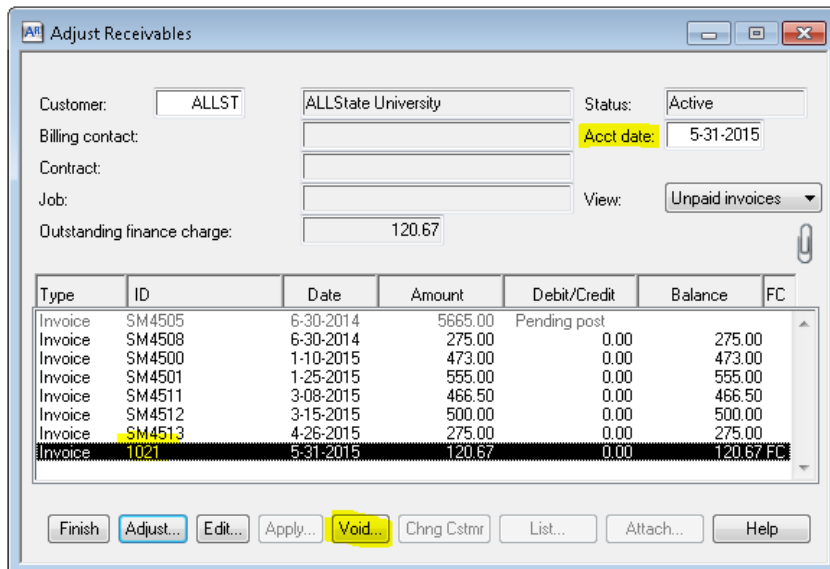 AR Adjust Receivables
Customer: ALLST ALLState University Status: Active
Billing contact: Acct date: 5-31-2015
Contract:
Job: View: Unpaid invoices
Outstanding finance charge: 120.67
Type ID Date Amount Debit/Credit Balance FC
Invoice SM4505 6-30-2014 5665.00 Pending post
Invoice SM4508 6-30-2014 275.00 0.00 275.00
Invoice SM4500 1-10-2015 473.00 0.00 473.00
Invoice SM4501 1-25-2015 555.00 0.00 555.00
Invoice SM4511 3-08-2015 466.50 0.00 466.50
Invoice SM4512 3-15-2015 500.00 0.00 500.00
Invoice SM4513 4-26-2015 275.00 0.00 275.00
Invoice 1021 5-31-2015 120.67 0.00 120.67 FC
Finish Adjust... Edit... Apply... Void... Chng Cstmr List... Attach... Help